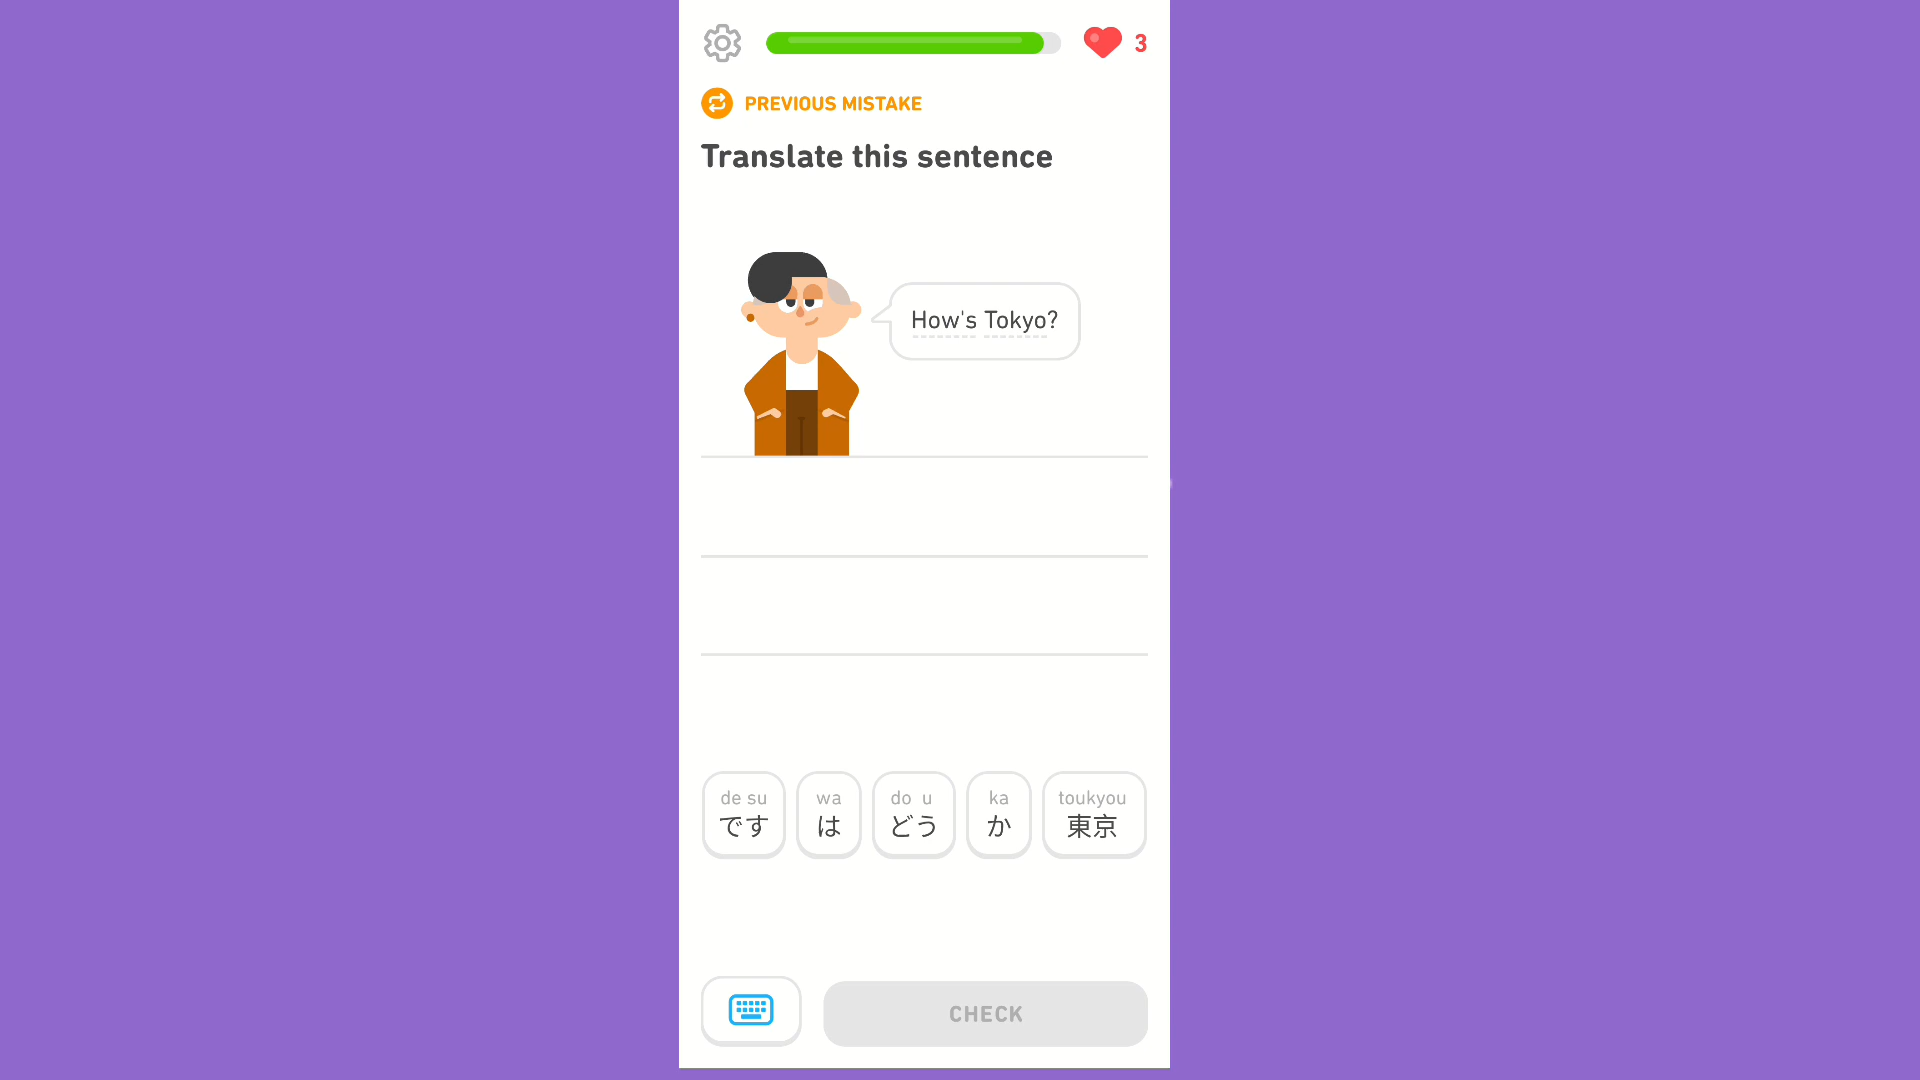 3
PREVIOUS MISTAKE
Translate this sentence
How's Tokyo?
de su wa do u ka toukyou
です は どう か 東京
CHECK